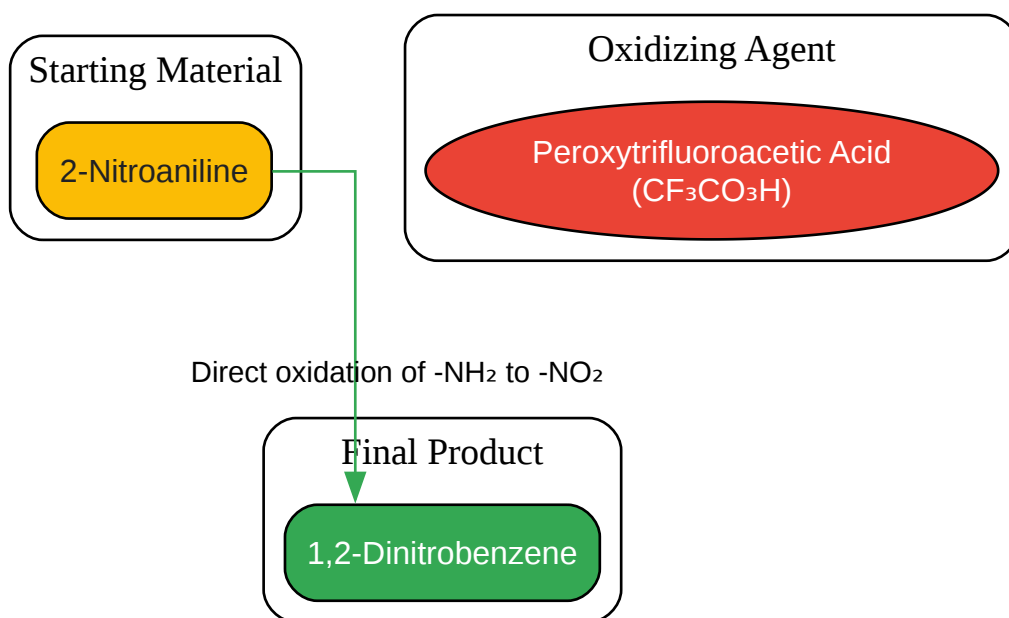 Starting Material
2-Nitroaniline
Oxidizing Agent
Peroxytrifluoroacetic Acid
(CF₃CO₃H)
Direct oxidation of -NH₂ to -NO₂
Final Product
1,2-Dinitrobenzene